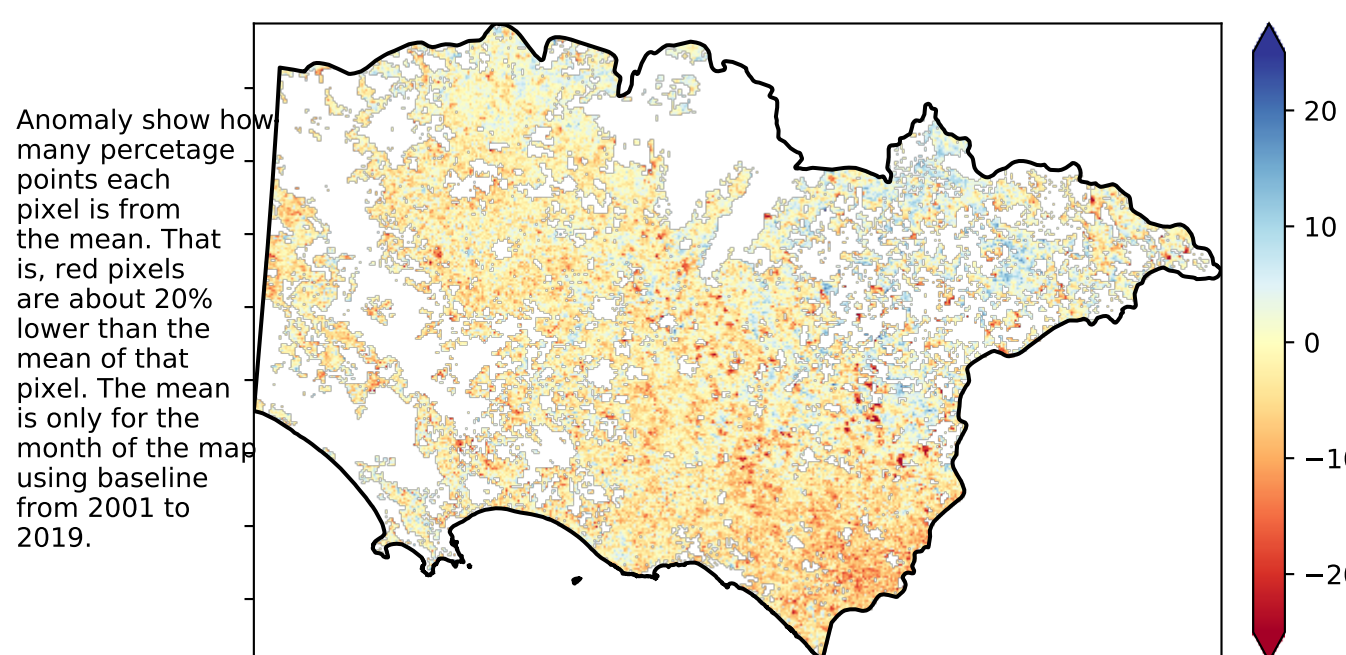 Anomaly show how
many percetage
points each
pixel is from
the mean. That
is, red pixels
are about 20%
lower than the
mean of that
pixel. The mean
is only for the
month of the map
using baseline
from 2001 to
2019.
20
10
0
−10
−20